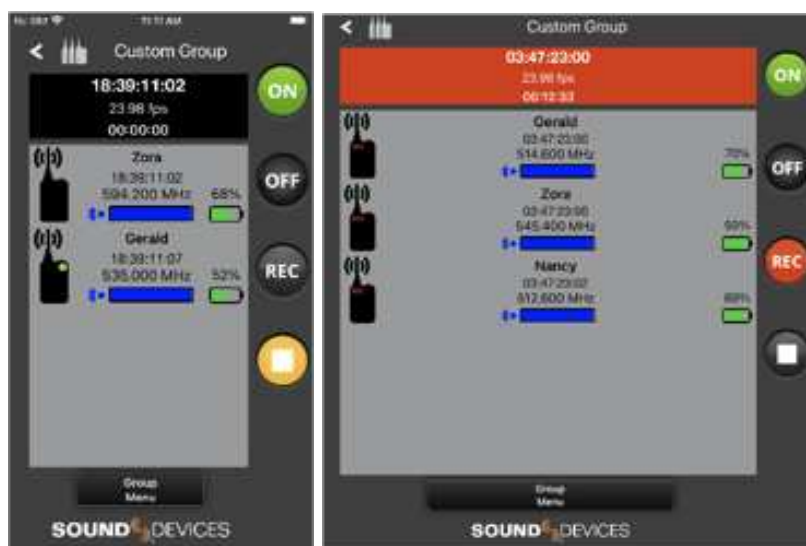 11:11 AM
Custom Group
18:39:11:02
23.98 fps
00:00:00
Zora
18:39:11:02
594.200 MHz
68%
Gerald
18:39:11:07
535.000 MHz
52%
ON
OFF
REC
Group
Menu
SOUND DEVICES
Custom Group
03:47:23:00
23.98 fps
00:12:33
Gerald
03:47:23:00
514.600 MHz
70%
Zora
03:47:23:00
545.400 MHz
Nancy
03:47:23:02
512.600 MHz
ON
OFF
REC
Group
Menu
SOUND DEVICES